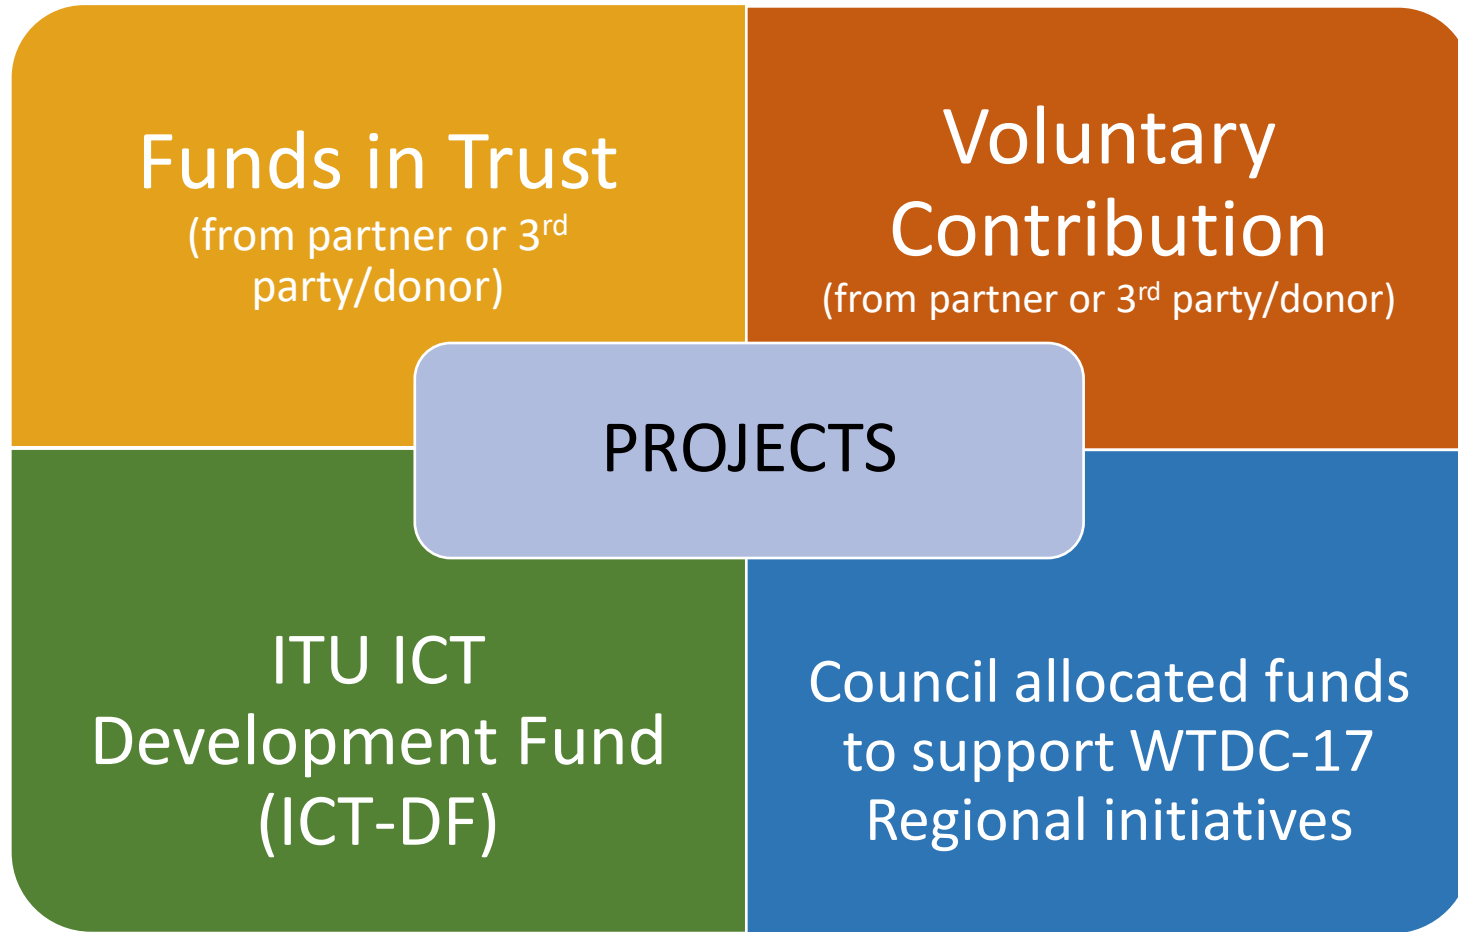 Funds in Trust
(from partner or 3rd
party/donor)
Voluntary
Contribution
(from partner or 3rd party/donor)
PROJECTS
ITU ICT
Development Fund
(ICT-DF)
Council allocated funds
to support WTDC-17
Regional initiatives